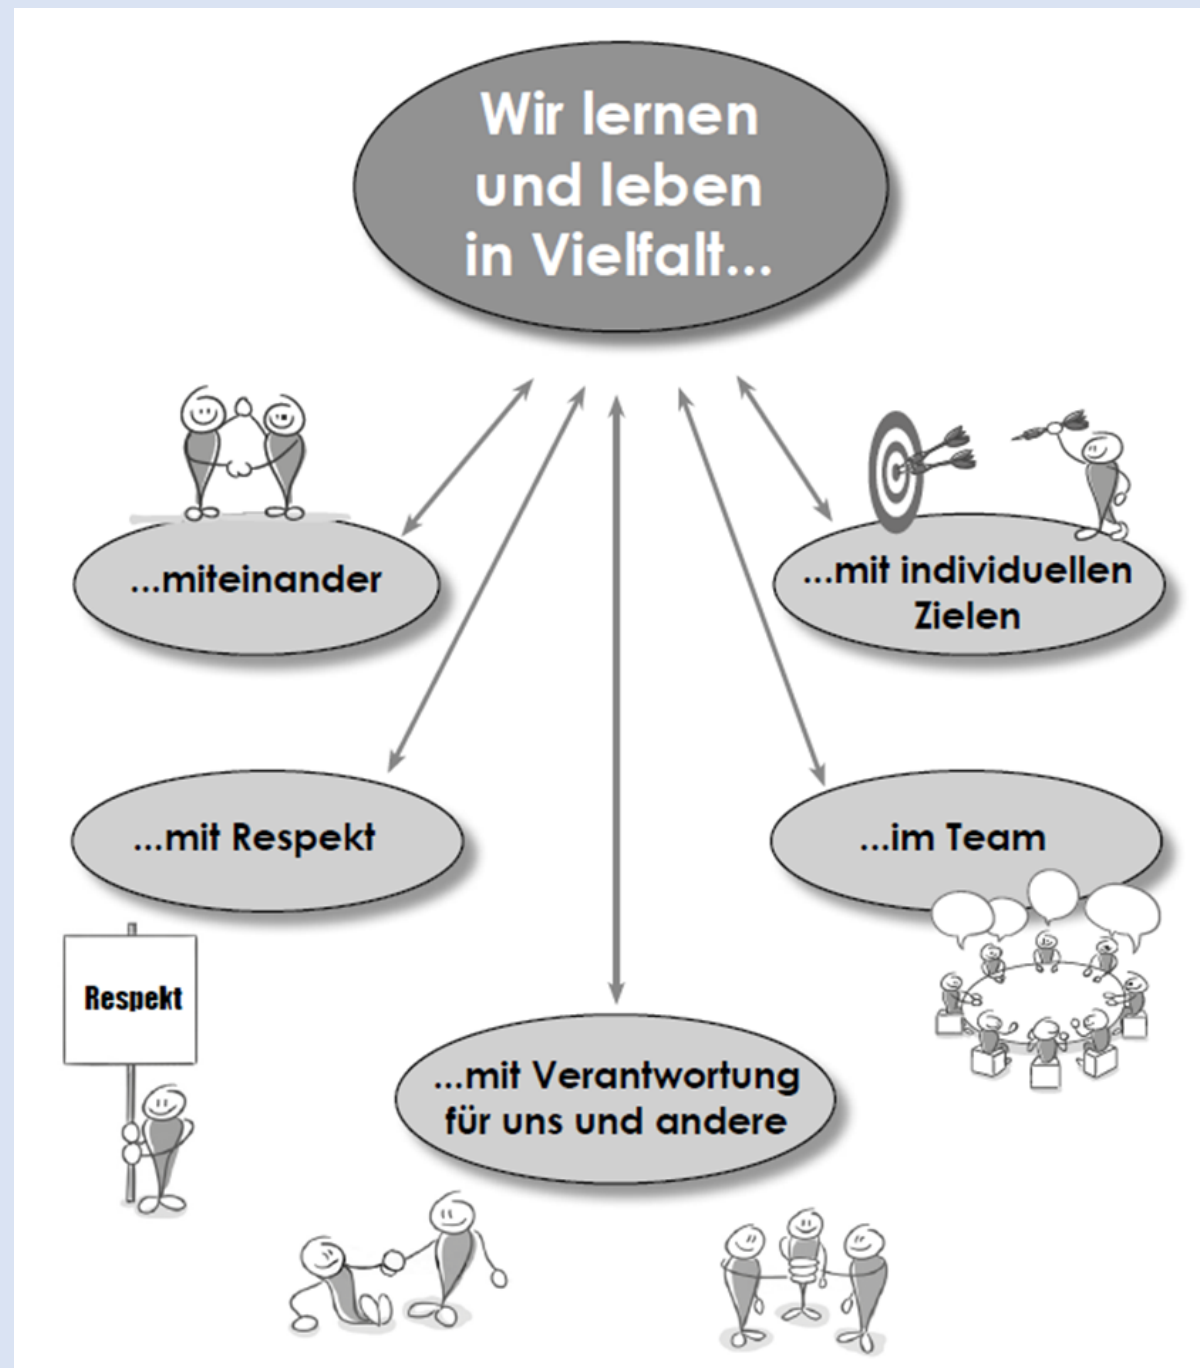 Wir lernen
und leben
in Vielfalt...
...miteinander
...mit individuellen
Zielen
...mit Respekt
...im Team
Respekt
...mit Verantwortung
für uns und andere